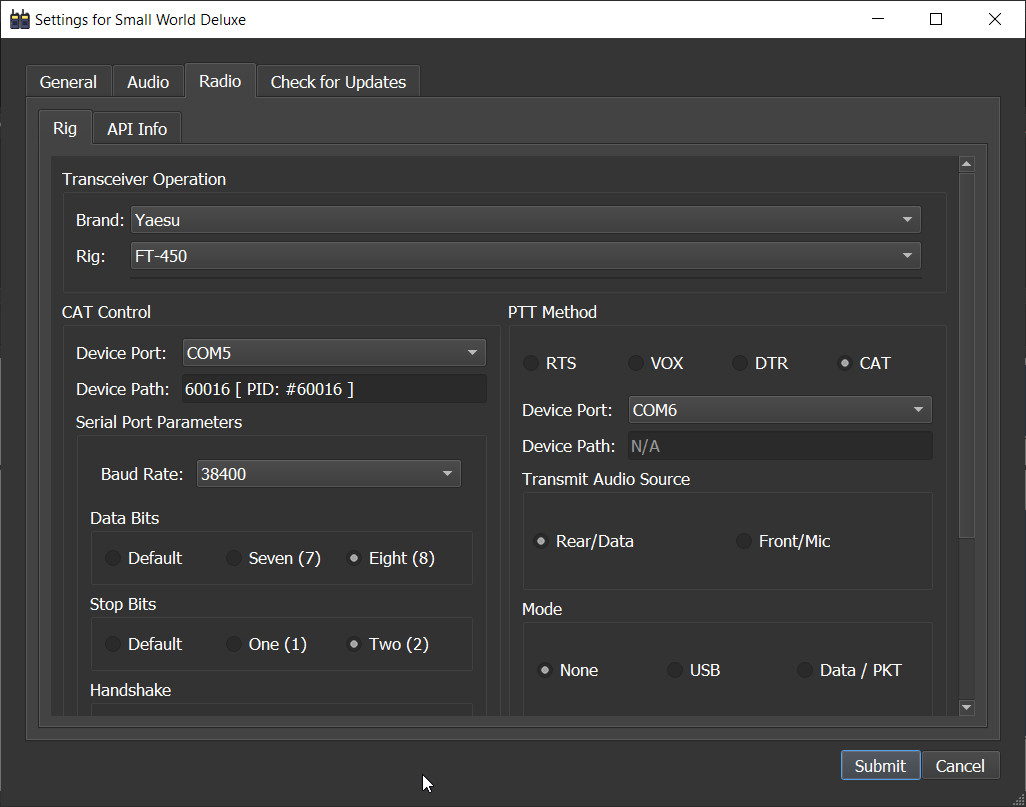 Settings for Small World Deluxe
General Audio Radio Check for Updates
Rig API Info
Transceiver Operation
Brand: Yaesu
Rig: FT-450
CAT Control
Device Port: COM5
Device Path: 60016 [ PID: #60016 ]
Serial Port Parameters
Baud Rate: 38400
Data Bits
Default Seven (7) Eight (8)
Stop Bits
Default One (1) Two (2)
Handshake
PTT Method
RTS VOX DTR CAT
Device Port: COM6
Device Path: N/A
Transmit Audio Source
Rear/Data Front/Mic
Mode
None USB Data / PKT
Submit Cancel